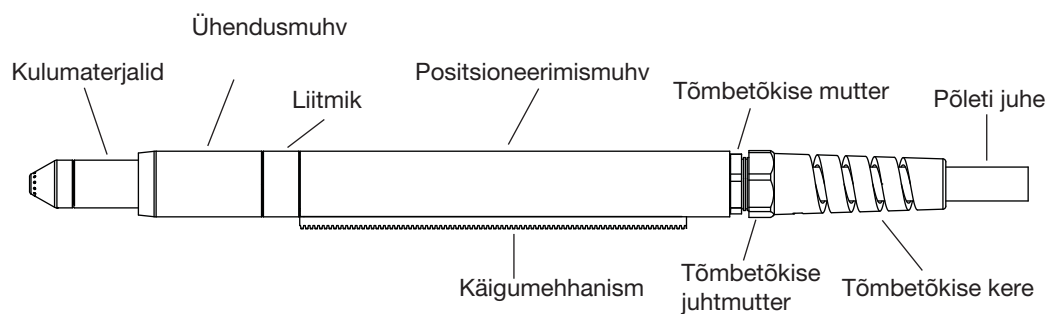 Ühendusmuhv
Kulumaterjalid
Liitmik
Positsioneerimismuhv
Tõmbetõkise mutter
Põleti juhe
Käigumehhanism
Tõmbetõkise
juhtmutter
Tõmbetõkise kere